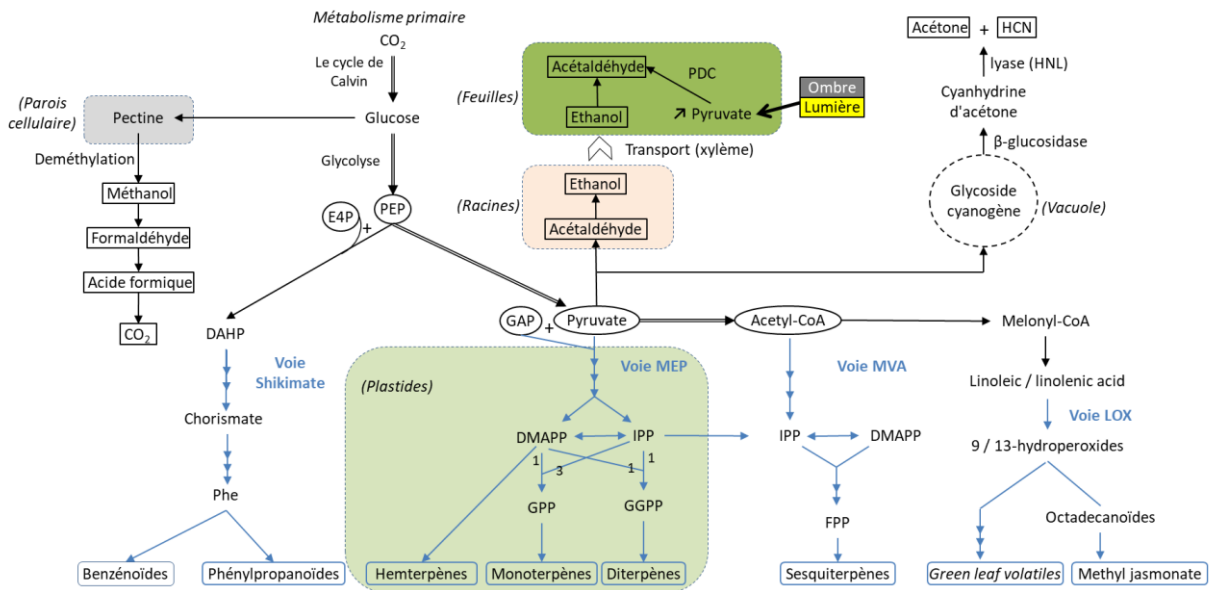 Métabolisme primaire
CO2
Le cycle de
Calvin
Glucose
Glycolyse
PEP
E4P
+
(Parois
cellulaire)
Pectine
Deméthylation
Méthanol
Formaldéhyde
Acide formique
CO2
(Feuilles)
Acétaldéhyde
PDC
Ethanol
↗ Pyruvate
Ombre
Lumière
Transport (xylème)
(Racines)
Ethanol
Acétaldéhyde
Acétone + HCN
lyase (HNL)
Cyanhydrine
d'acétone
β-glucosidase
Glycoside
cyanogène
(Vacuole)
DAHP
Voie
Shikimate
Chorismate
Phe
Benzénoïdes
Phénylpropanoïdes
GAP
+
Pyruvate
Acetyl-CoA
Melonyl-CoA
(Plastides)
Voie MEP
DMAPP
IPP
1
3
1
1
GPP
GGPP
Hemterpènes
Monoterpènes
Diterpènes
Voie MVA
IPP
DMAPP
FPP
Sesquiterpènes
Linoleic / linolenic acid
Voie LOX
9 / 13-hydroperoxides
Octadecanoïdes
Green leaf volatiles
Methyl jasmonate